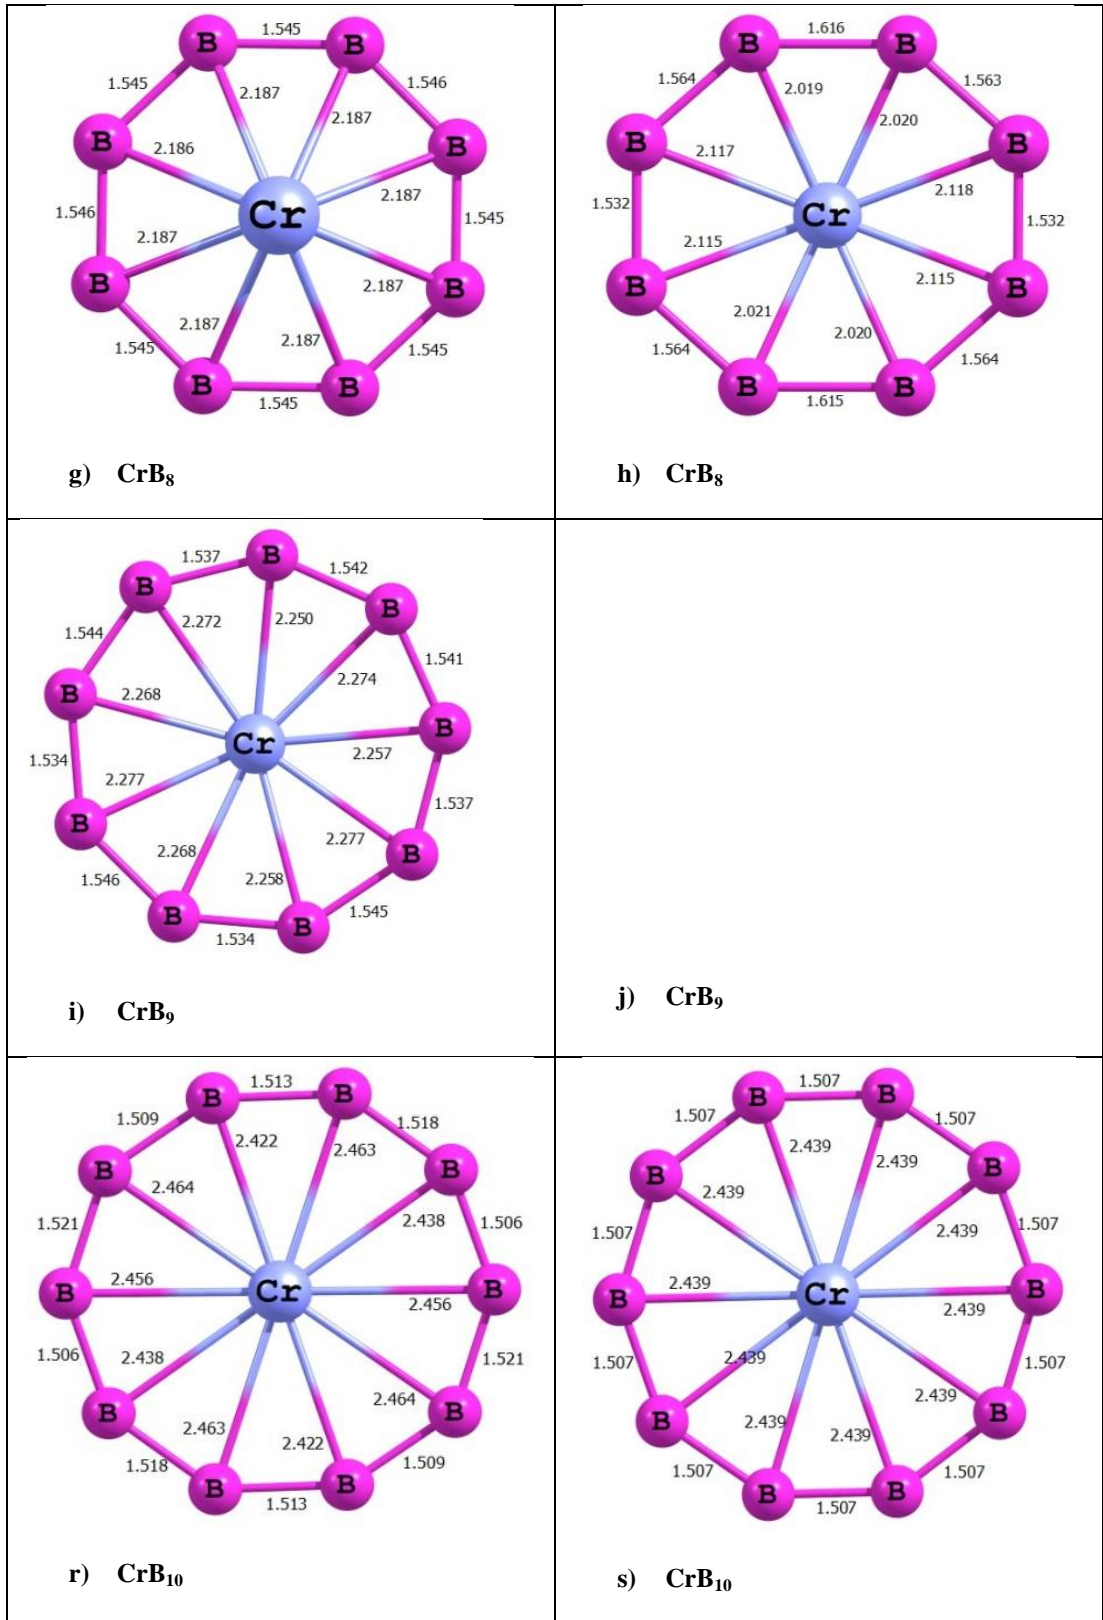 B 1.545 B
1.545 1.546
2.187 2.187
B 2.186 B
2.187
1.546 Cr 1.545
2.187 2.187
B B
2.187 2.187
1.545 1.545
B B
1.545
g) CrB₈
B 1.616 B
1.564 1.563
2.019 2.020
B 2.117 B
2.118
1.532 Cr 1.532
2.115 2.115
B B
2.021 2.020
1.564 1.564
B B
1.615
h) CrB₈
1.537 B 1.542
B B
2.272 2.250
1.544 1.541
2.274
B 2.268 B
Cr 2.257
1.534 2.277 1.537
B 2.277 B
2.268 2.258
1.546 1.545
B B
1.534
i) CrB₉
j) CrB₉
B 1.513 B
1.509 1.518
2.422 2.463
B 2.464 B
2.438
1.521 1.506
B 2.456 Cr 2.456 B
1.506 2.438 1.521
2.464
B B
2.463 2.422
1.518 1.509
B B
1.513
r) CrB₁₀
B 1.507 B
1.507 1.507
2.439 2.439
B 2.439 B
2.439
1.507 1.507
B 2.439 Cr 2.439 B
1.507 2.439 1.507
2.439
B B
2.439 2.439
1.507 1.507
B B
1.507
s) CrB₁₀